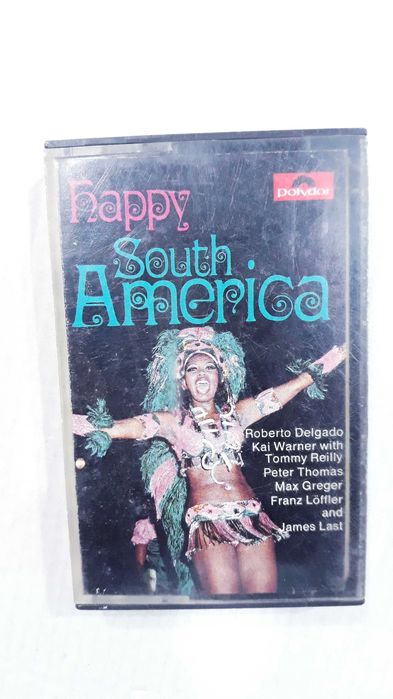 happy
polydor
South
America
Roberto Delgado
Kai Warner with
Tommy Reilly
Peter Thomas
Max Greger
Franz Löffler
and
James Last